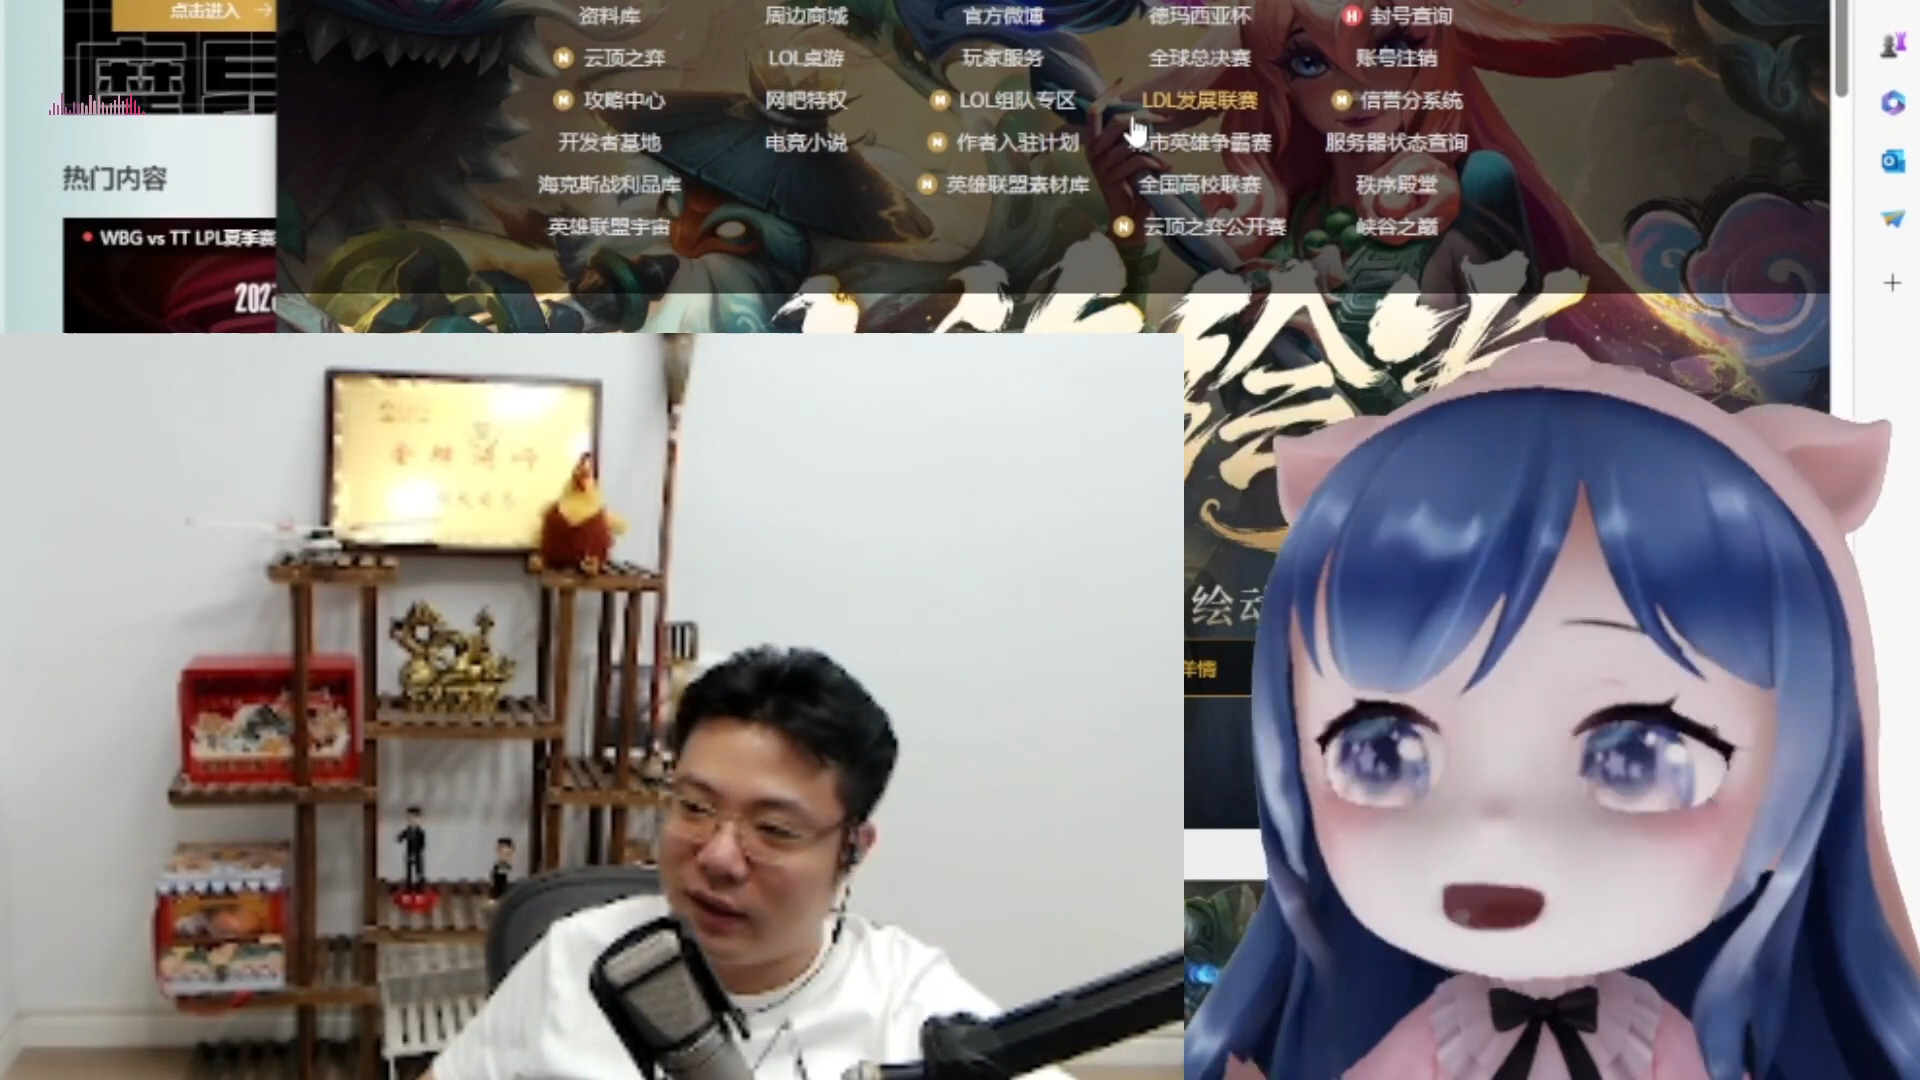 点击进入 →
资料库 周边商城 官方微博 德玛西亚杯 H 封号查询
N 云顶之弈 LOL桌游 玩家服务 全球总决赛 账号注销
N 攻略中心 网吧特权 N LOL组队专区 LDL发展联赛 N 信誉分系统
开发者基地 电竞小说 N 作者入驻计划 市英雄争霸赛 服务器状态查询
海克斯战利品库 N 英雄联盟素材库 全国高校联赛 秩序殿堂
英雄联盟宇宙 N 云顶之弈公开赛 峡谷之巅
热门内容
WBG vs TT LPL夏季赛
202
绘
绘动
详情